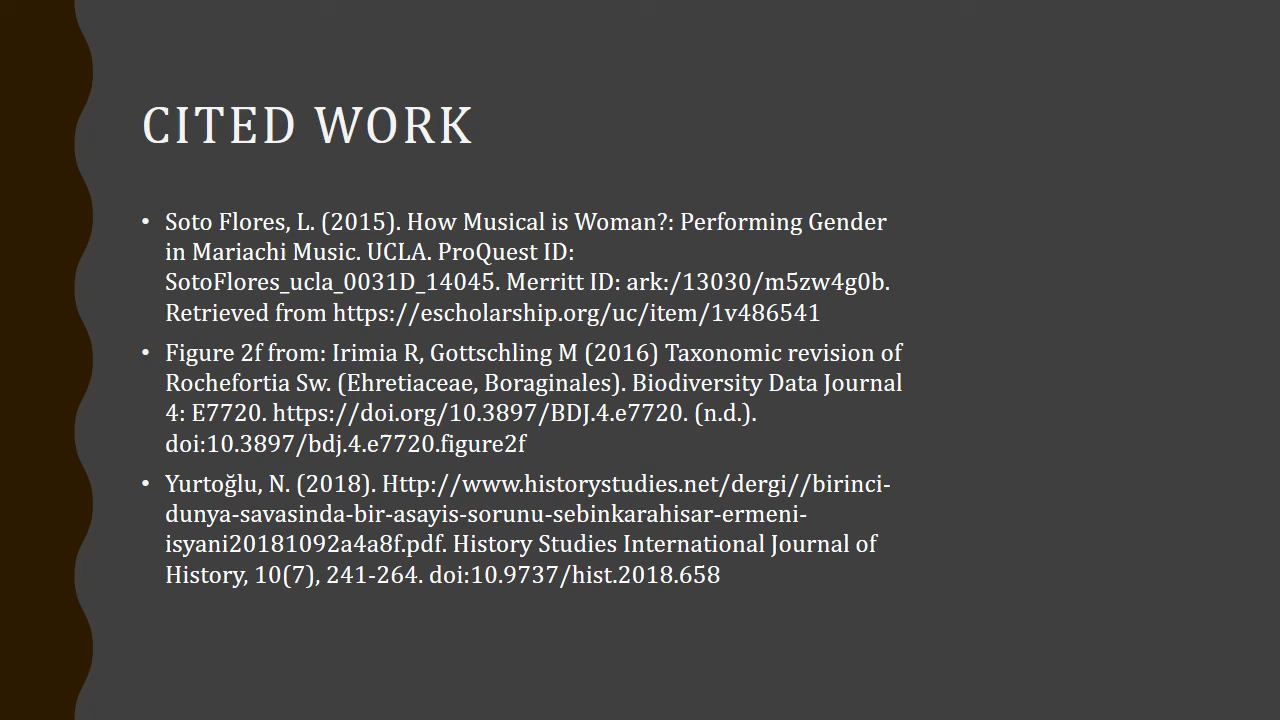 CITED WORK
• Soto Flores, L. (2015). How Musical is Woman?: Performing Gender
in Mariachi Music. UCLA. ProQuest ID:
SotoFlores_ucla_0031D_14045. Merritt ID: ark:/13030/m5zw4g0b.
Retrieved from https://escholarship.org/uc/item/1v486541
• Figure 2f from: Irimia R, Gottschling M (2016) Taxonomic revision of
Rochefortia Sw. (Ehretiaceae, Boraginales). Biodiversity Data Journal
4: E7720. https://doi.org/10.3897/BDJ.4.e7720. (n.d.).
doi:10.3897/bdj.4.e7720.figure2f
• Yurtoğlu, N. (2018). Http://www.historystudies.net/dergi//birinci-
dunya-savasinda-bir-asayis-sorunu-sebinkarahisar-ermeni-
isyani20181092a4a8f.pdf. History Studies International Journal of
History, 10(7), 241-264. doi:10.9737/hist.2018.658